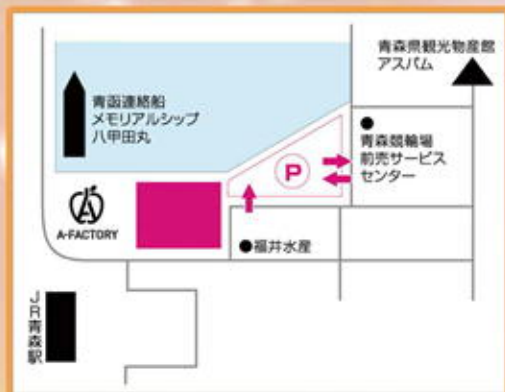 青森県観光物産館
アスパム
青函連絡船
メモリアルシップ
八甲田丸
●
青森競輪場
前売サービス
センター
P
A-FACTORY
●福井水産
JR青森駅